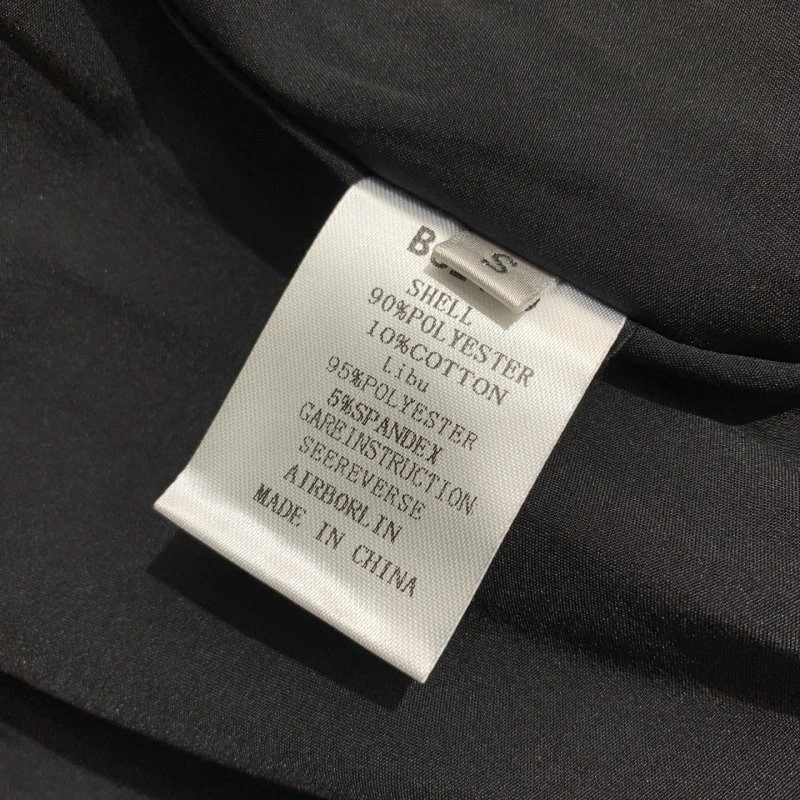 S
SHELL
90%POLYESTER
10%COTTON
Libu
95%POLYESTER
5%SPANDEX
GAREINSTRUCTION
SEEREVERSE
AIRBORLIN
MADE IN CHINA